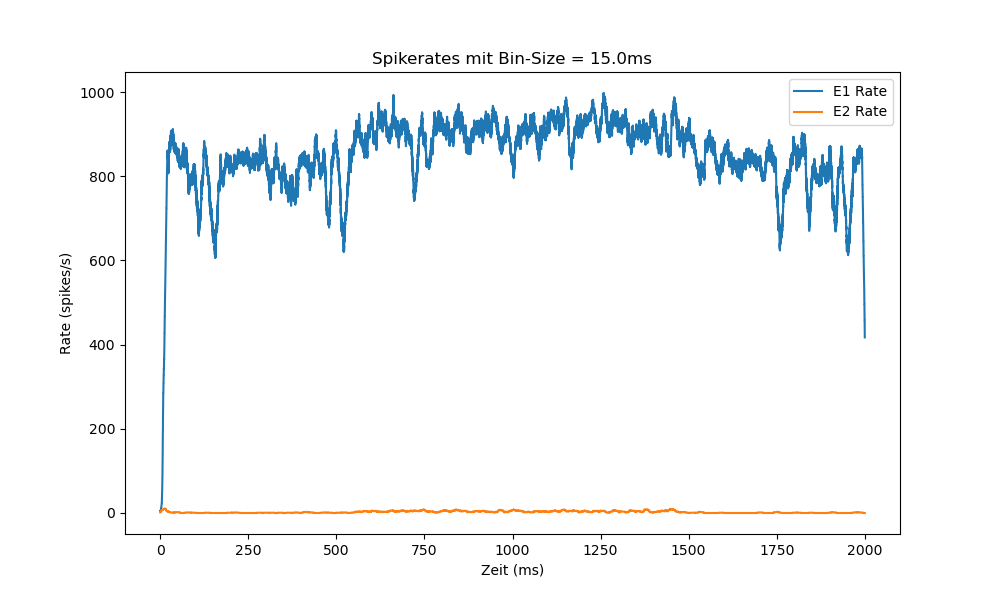 Spikerates mit Bin-Size = 15.0ms
E1 Rate
E2 Rate
Rate (spikes/s)
1000
800
600
400
200
0
0 250 500 750 1000 1250 1500 1750 2000
Zeit (ms)